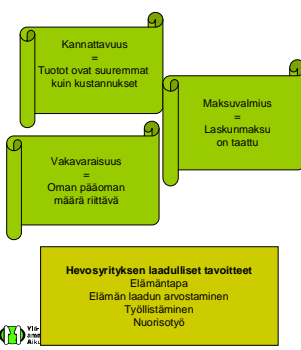 Kannattavuus
=
Tuotot ovat suuremmat
kuin kustannukset
Maksuvalmius
=
Laskunmaksu
on taattu
Vakavaraisuus
=
Oman pääoman
määrä riittävä
Hevosyrityksen laadulliset tavoitteet
Elämäntapa
Elämän laadun arvostaminen
Työllistäminen
Nuorisotyö